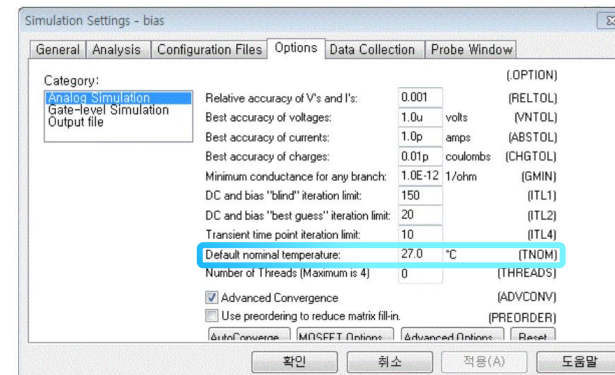 Simulation Settings - bias
General Analysis Configuration Files Options Data Collection Probe Window
Category:
(.OPTION)
Analog Simulation
Gate-level Simulation
Output file
Relative accuracy of V's and I's: 0.001 (RELTOL)
Best accuracy of voltages: 1.0u volts (VNTOL)
Best accuracy of currents: 1.0p amps (ABSTOL)
Best accuracy of charges: 0.01p coulombs (CHGTOL)
Minimum conductance for any branch: 1.0E-12 1/ohm (GMIN)
DC and bias "blind" iteration limit: 150 (ITL1)
DC and bias "best guess" iteration limit: 20 (ITL2)
Transient time point iteration limit: 10 (ITL4)
Default nominal temperature: 27.0 °C (TNOM)
Number of Threads (Maximum is 4) 0 (THREADS)
Advanced Convergence (ADVCONV)
Use preordering to reduce matrix fill-in. (PREORDER)
AutoConverge MOSFET Options Advanced Options Reset
확인 취소 적용(A) 도움말